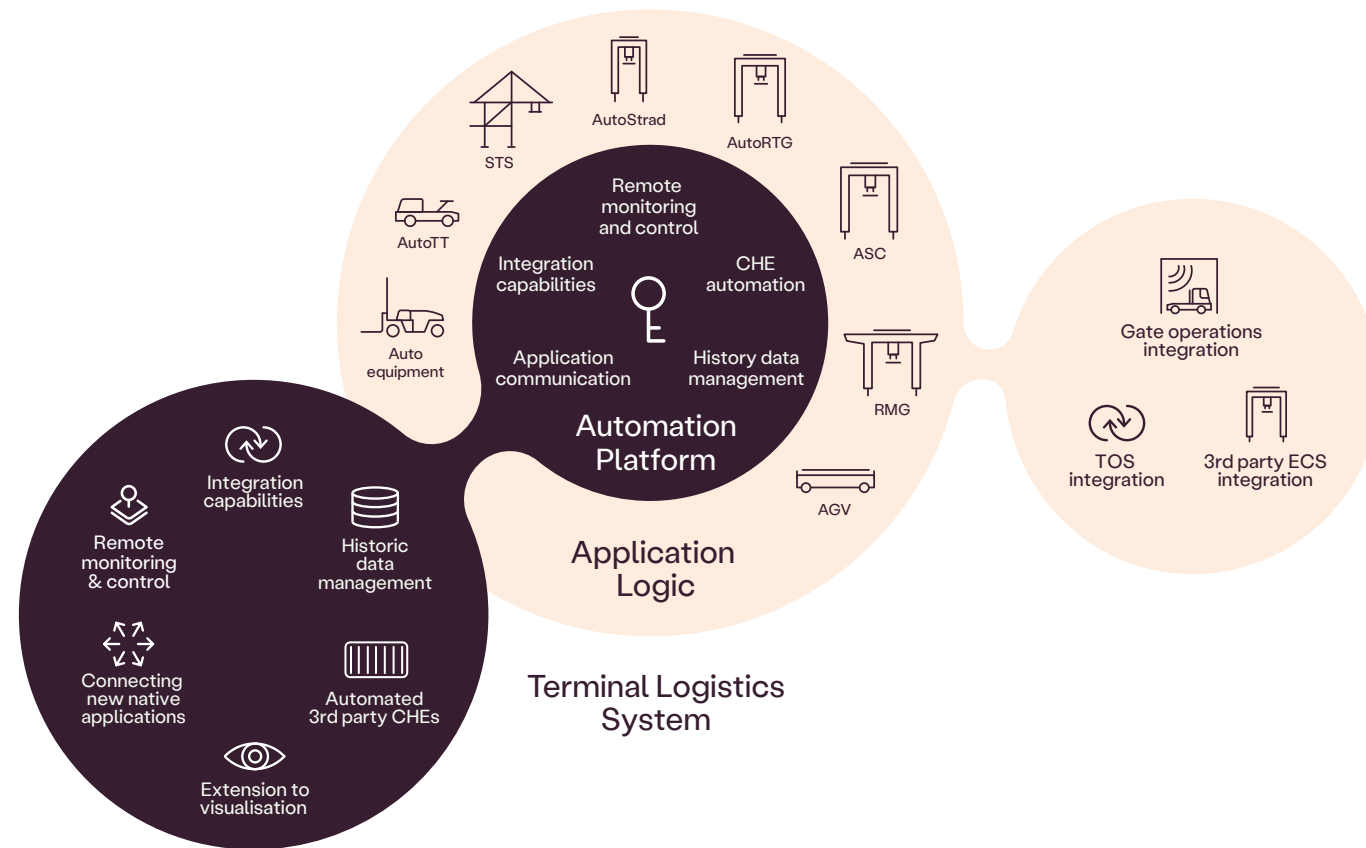 AutoStrad
AutoRTG
STS
ASC
AutoTT
Auto
equipment
RMG
AGV
Remote
monitoring
and control
Integration
capabilities
CHE
automation
Application
communication
History data
management
Automation
Platform
Application
Logic
Terminal Logistics
System
Gate operations
integration
TOS
integration
3rd party ECS
integration
Integration
capabilities
Remote
monitoring
& control
Historic
data
management
Connecting
new native
applications
Automated
3rd party CHEs
Extension to
visualisation